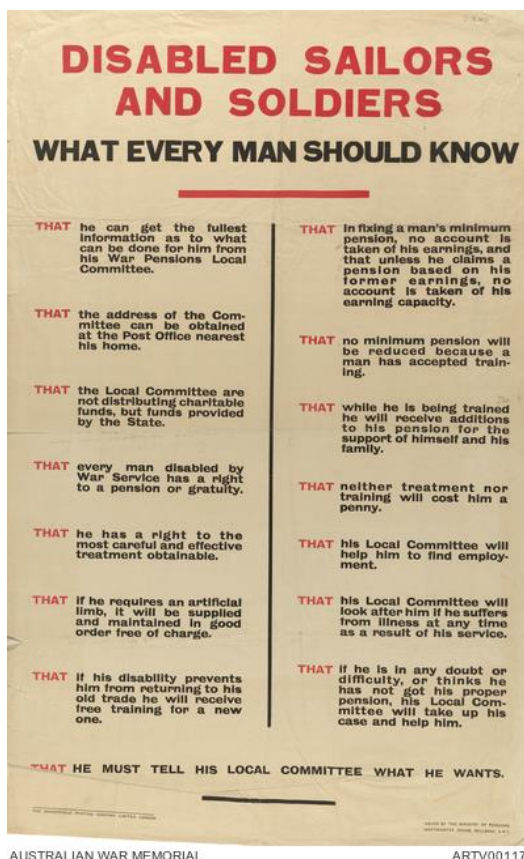 DISABLED SAILORS
AND SOLDIERS
WHAT EVERY MAN SHOULD KNOW
THAT he can get the fullest
information as to what
can be done for him from
his War Pensions Local
Committee.
THAT the address of the Com-
mittee can be obtained
at the Post Office nearest
his home.
THAT the Local Committee are
not distributing charitable
funds, but funds provided
by the State.
THAT every man disabled by
War Service has a right
to a pension or gratuity.
THAT he has a right to the
most careful and effective
treatment obtainable.
THAT if he requires an artificial
limb, it will be supplied
and maintained in good
order free of charge.
THAT if his disability prevents
him from returning to his
old trade he will receive
free training for a new
one.
THAT in fixing a man's minimum
pension, no account is
taken of his earnings, and
that unless he claims a
pension based on his
former earnings, no
account is taken of his
earning capacity.
THAT no minimum pension will
be reduced because a
man has accepted train-
ing.
THAT while he is being trained
he will receive additions
to his pension for the
support of himself and his
family.
THAT neither treatment nor
training will cost him a
penny.
THAT his Local Committee will
help him to find employ-
ment.
THAT his Local Committee will
look after him if he suffers
from illness at any time
as a result of his service.
THAT if he is in any doubt or
difficulty, or thinks he
has not got his proper
pension, his Local Com-
mittee will take up his
case and help him.
THAT HE MUST TELL HIS LOCAL COMMITTEE WHAT HE WANTS.
ISSUED BY THE MINISTRY OF PENSIONS,
WESTMINSTER HOUSE, MILLBANK, S.W.1.
AUSTRALIAN WAR MEMORIAL
ARTV00117